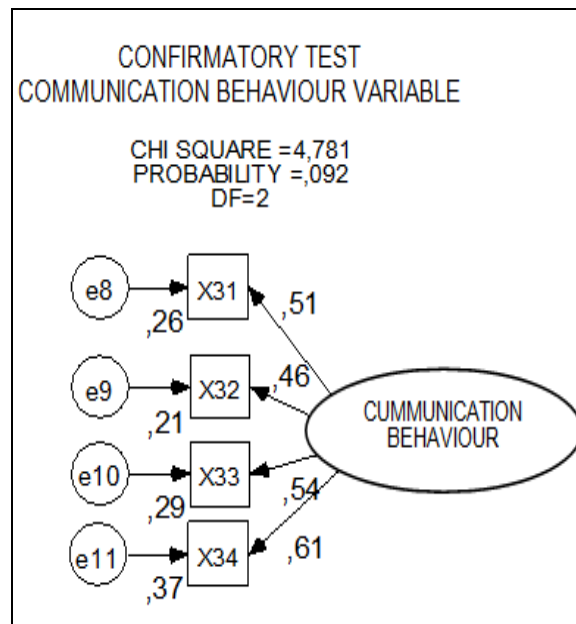 CONFIRMATORY TEST
COMMUNICATION BEHAVIOUR VARIABLE
CHI SQUARE =4,781
PROBABILITY =,092
DF=2
e8
X31
,26
,51
e9
X32
,21
,46
CUMMUNICATION
BEHAVIOUR
e10
X33
,29
,54
e11
X34
,37
,61